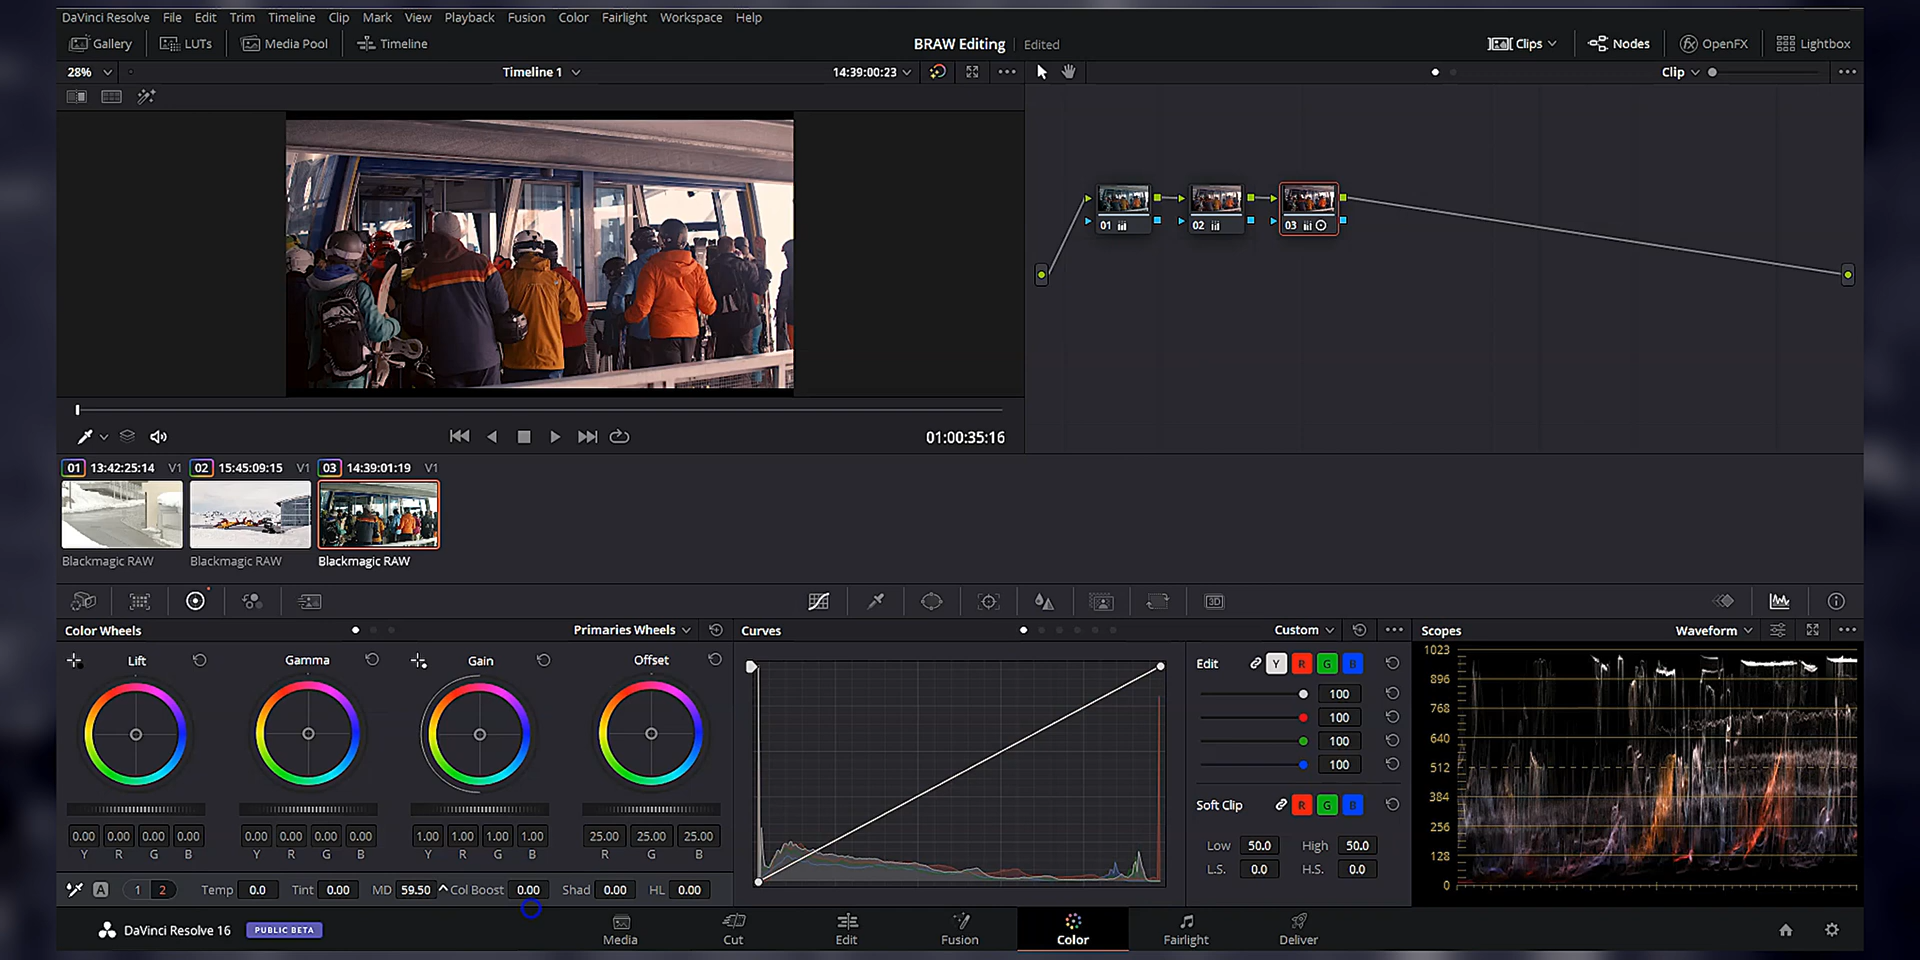 DaVinci Resolve File Edit Trim Timeline Clip Mark View Playback Fusion Color Fairlight Workspace Help
Gallery LUTs Media Pool Timeline BRAW Editing Edited Clips Nodes OpenFX Lightbox
28% Timeline 1 14:39:00:23 Clip
01 02 03
01:00:35:16
01 13:42:25:14 V1 02 15:45:09:15 V1 03 14:39:01:19 V1
Blackmagic RAW Blackmagic RAW Blackmagic RAW
3D
Color Wheels Primaries Wheels Curves Custom Scopes Waveform
Lift Gamma Gain Offset
Edit Y R G B
100
100
100
100
Soft Clip R G B
Low 50.0 High 50.0
L.S. 0.0 H.S. 0.0
1023
896
768
640
512
384
256
128
0
0.00 0.00 0.00 0.00 0.00 0.00 0.00 0.00 1.00 1.00 1.00 1.00 25.00 25.00 25.00
Y R G B Y R G B Y R G B R G B
A 1 2 Temp 0.0 Tint 0.00 MD 59.50 Col Boost 0.00 Shad 0.00 HL 0.00
DaVinci Resolve 16 PUBLIC BETA Media Cut Edit Fusion Color Fairlight Deliver